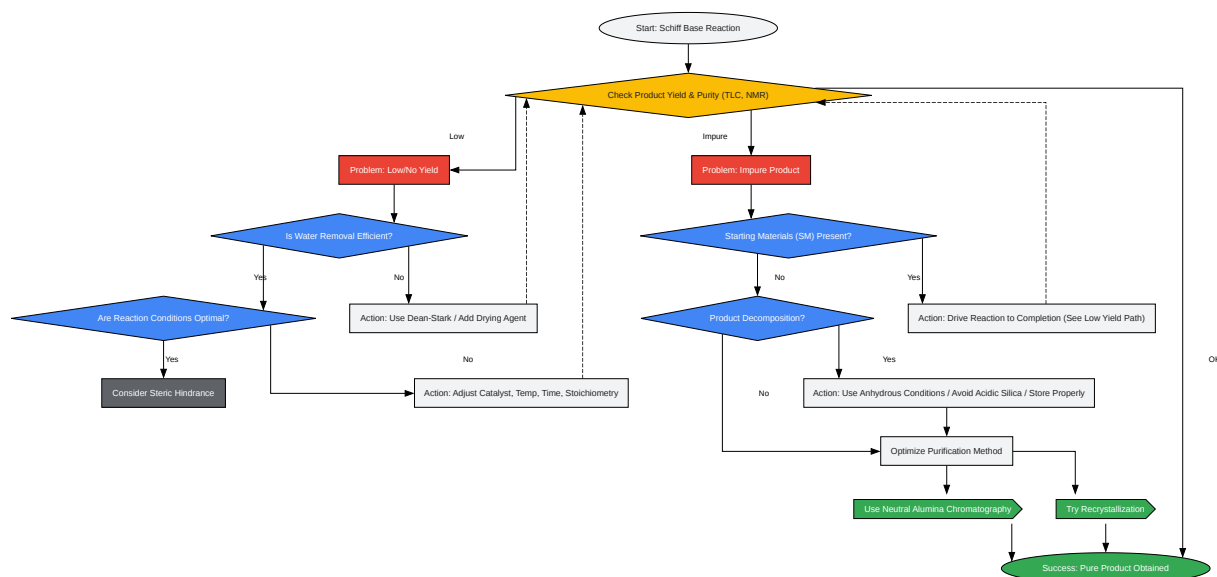 Start: Schiff Base Reaction
Check Product Yield & Purity (TLC, NMR)
Low
Impure
Problem: Low/No Yield
Problem: Impure Product
Is Water Removal Efficient?
Starting Materials (SM) Present?
Yes
No
No
Yes
Are Reaction Conditions Optimal?
Action: Use Dean-Stark / Add Drying Agent
Product Decomposition?
Action: Drive Reaction to Completion (See Low Yield Path)
Yes
No
Yes
Consider Steric Hindrance
Action: Adjust Catalyst, Temp, Time, Stoichiometry
No
Action: Use Anhydrous Conditions / Avoid Acidic Silica / Store Properly
Optimize Purification Method
Use Neutral Alumina Chromatography
Try Recrystallization
Success: Pure Product Obtained